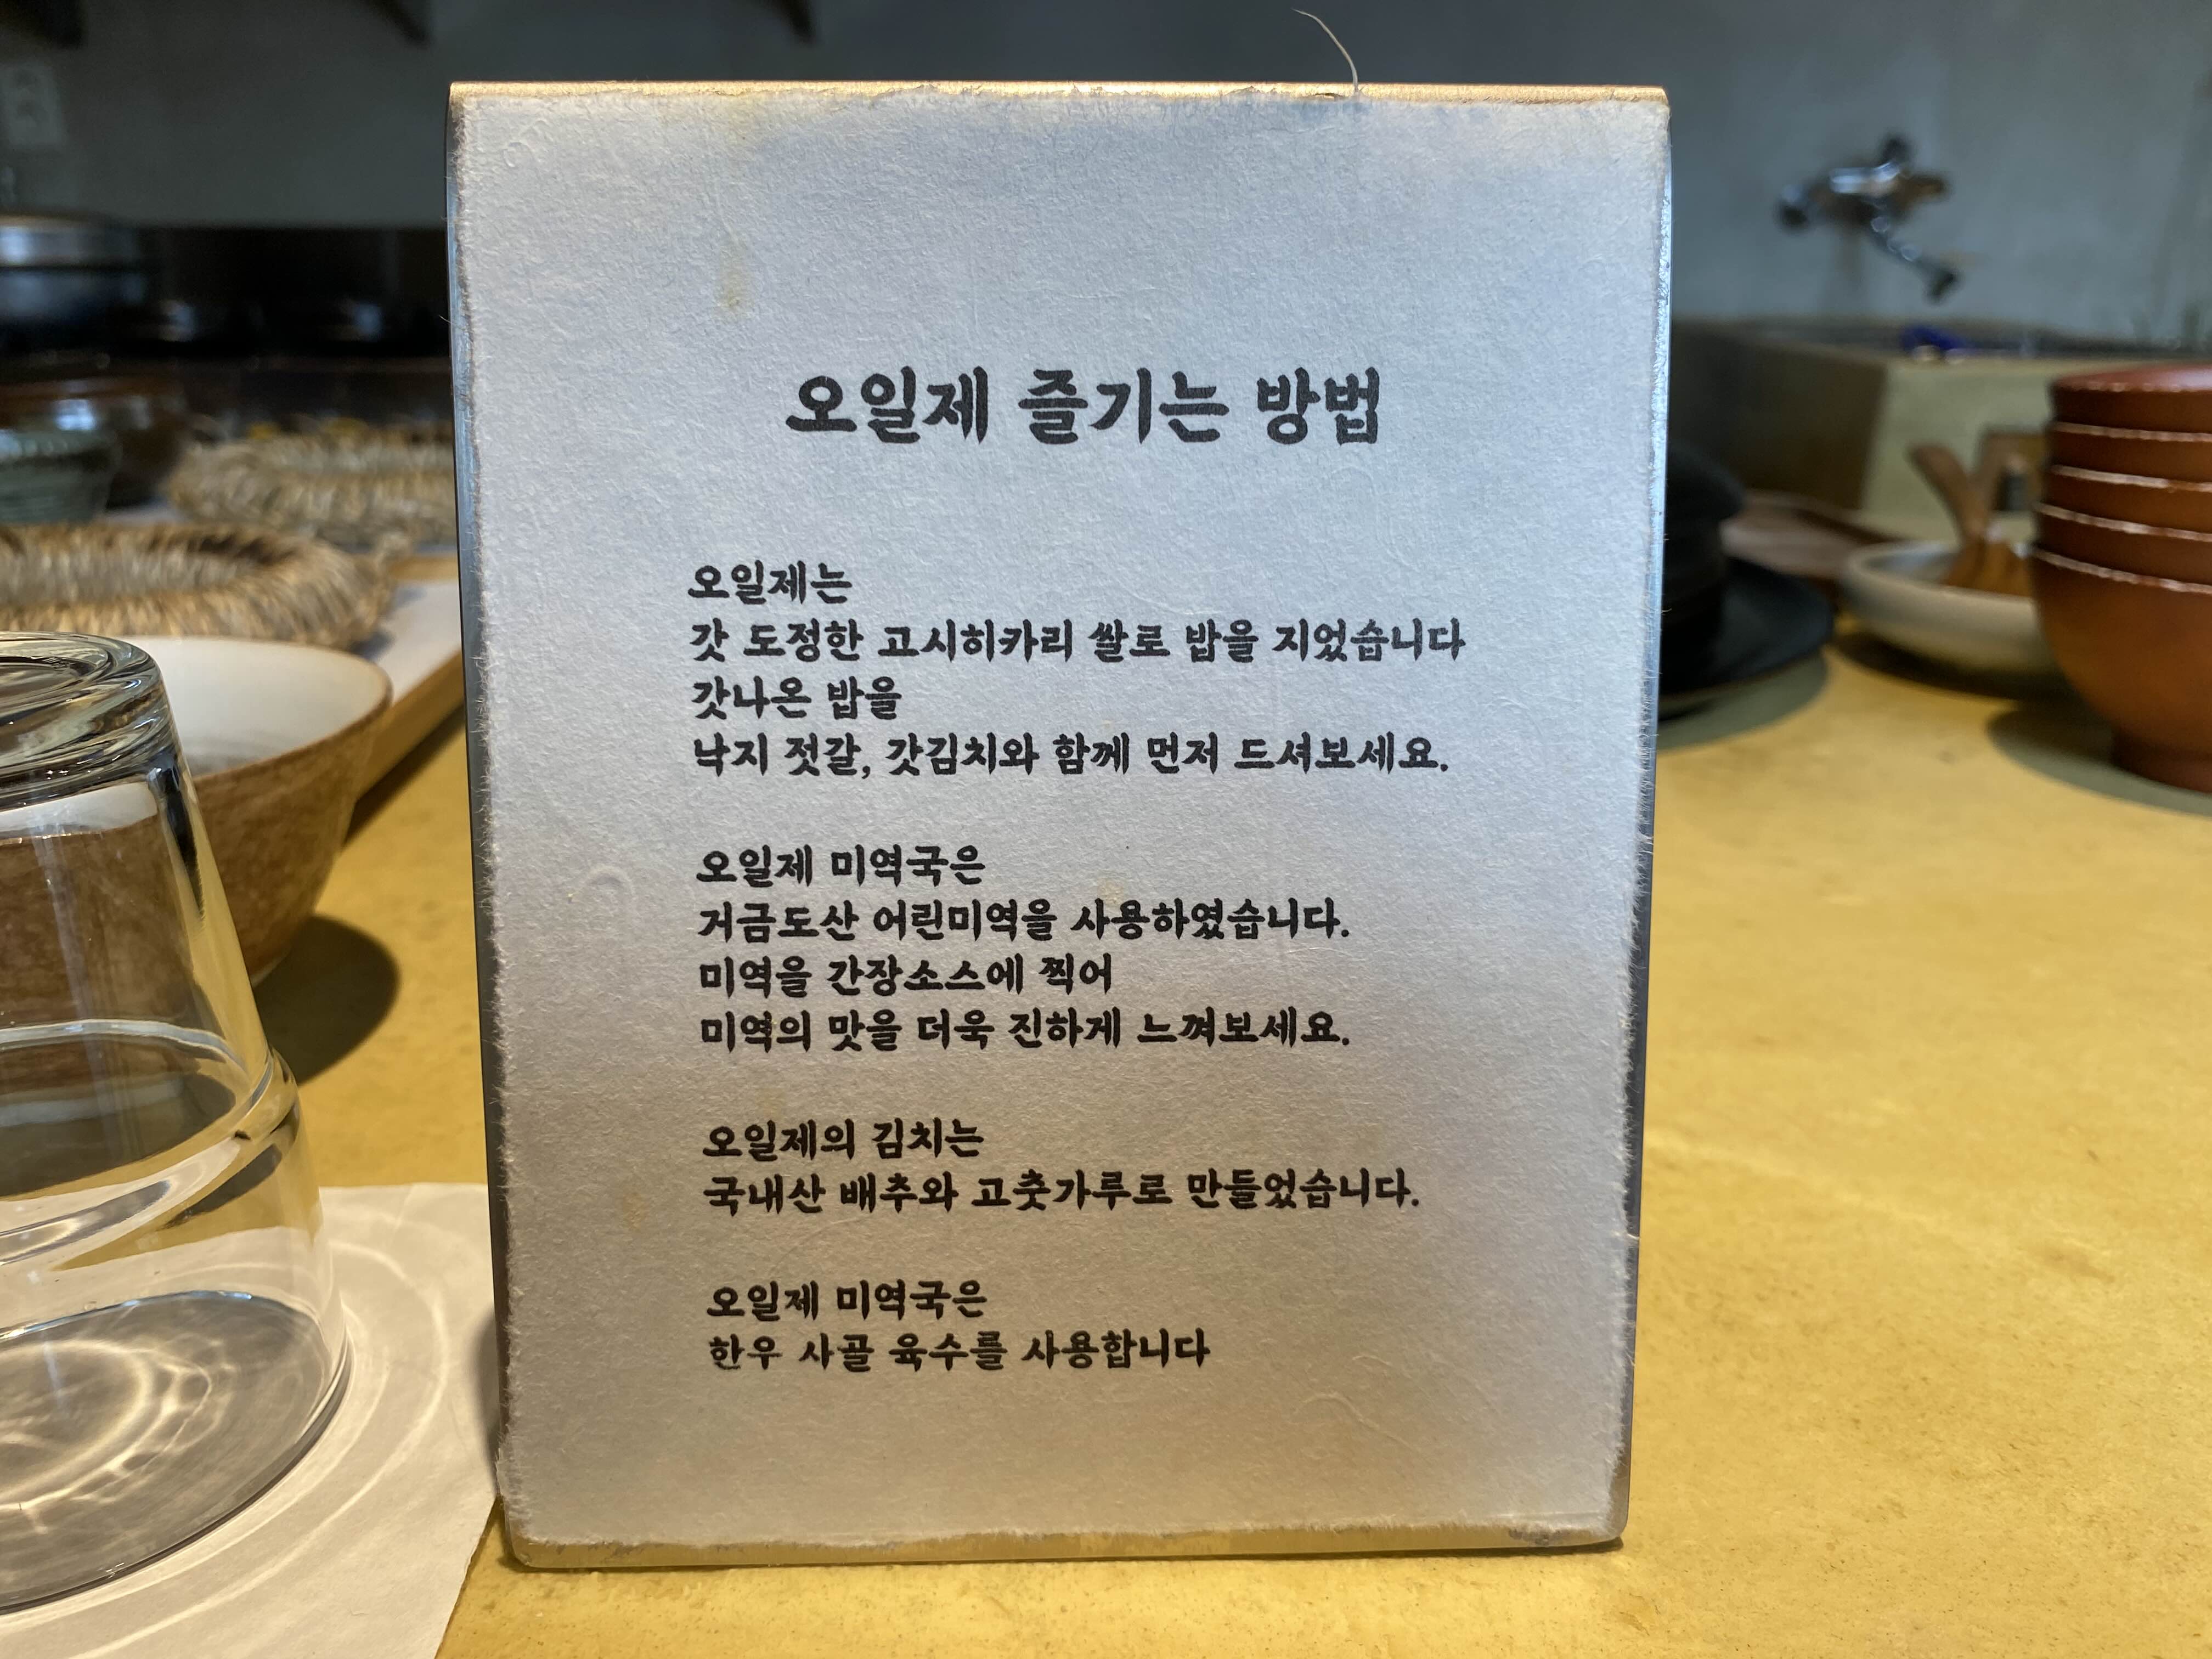 오일제 즐기는 방법
오일제는
갓 도정한 고시히카리 쌀로 밥을 지었습니다
갓나온 밥을
낙지 젓갈, 갓김치와 함께 먼저 드셔보세요.
오일제 미역국은
거금도산 어린미역을 사용하였습니다.
미역을 간장소스에 찍어
미역의 맛을 더욱 진하게 느껴보세요.
오일제의 김치는
국내산 배추와 고춧가루로 만들었습니다.
오일제 미역국은
한우 사골 육수를 사용합니다